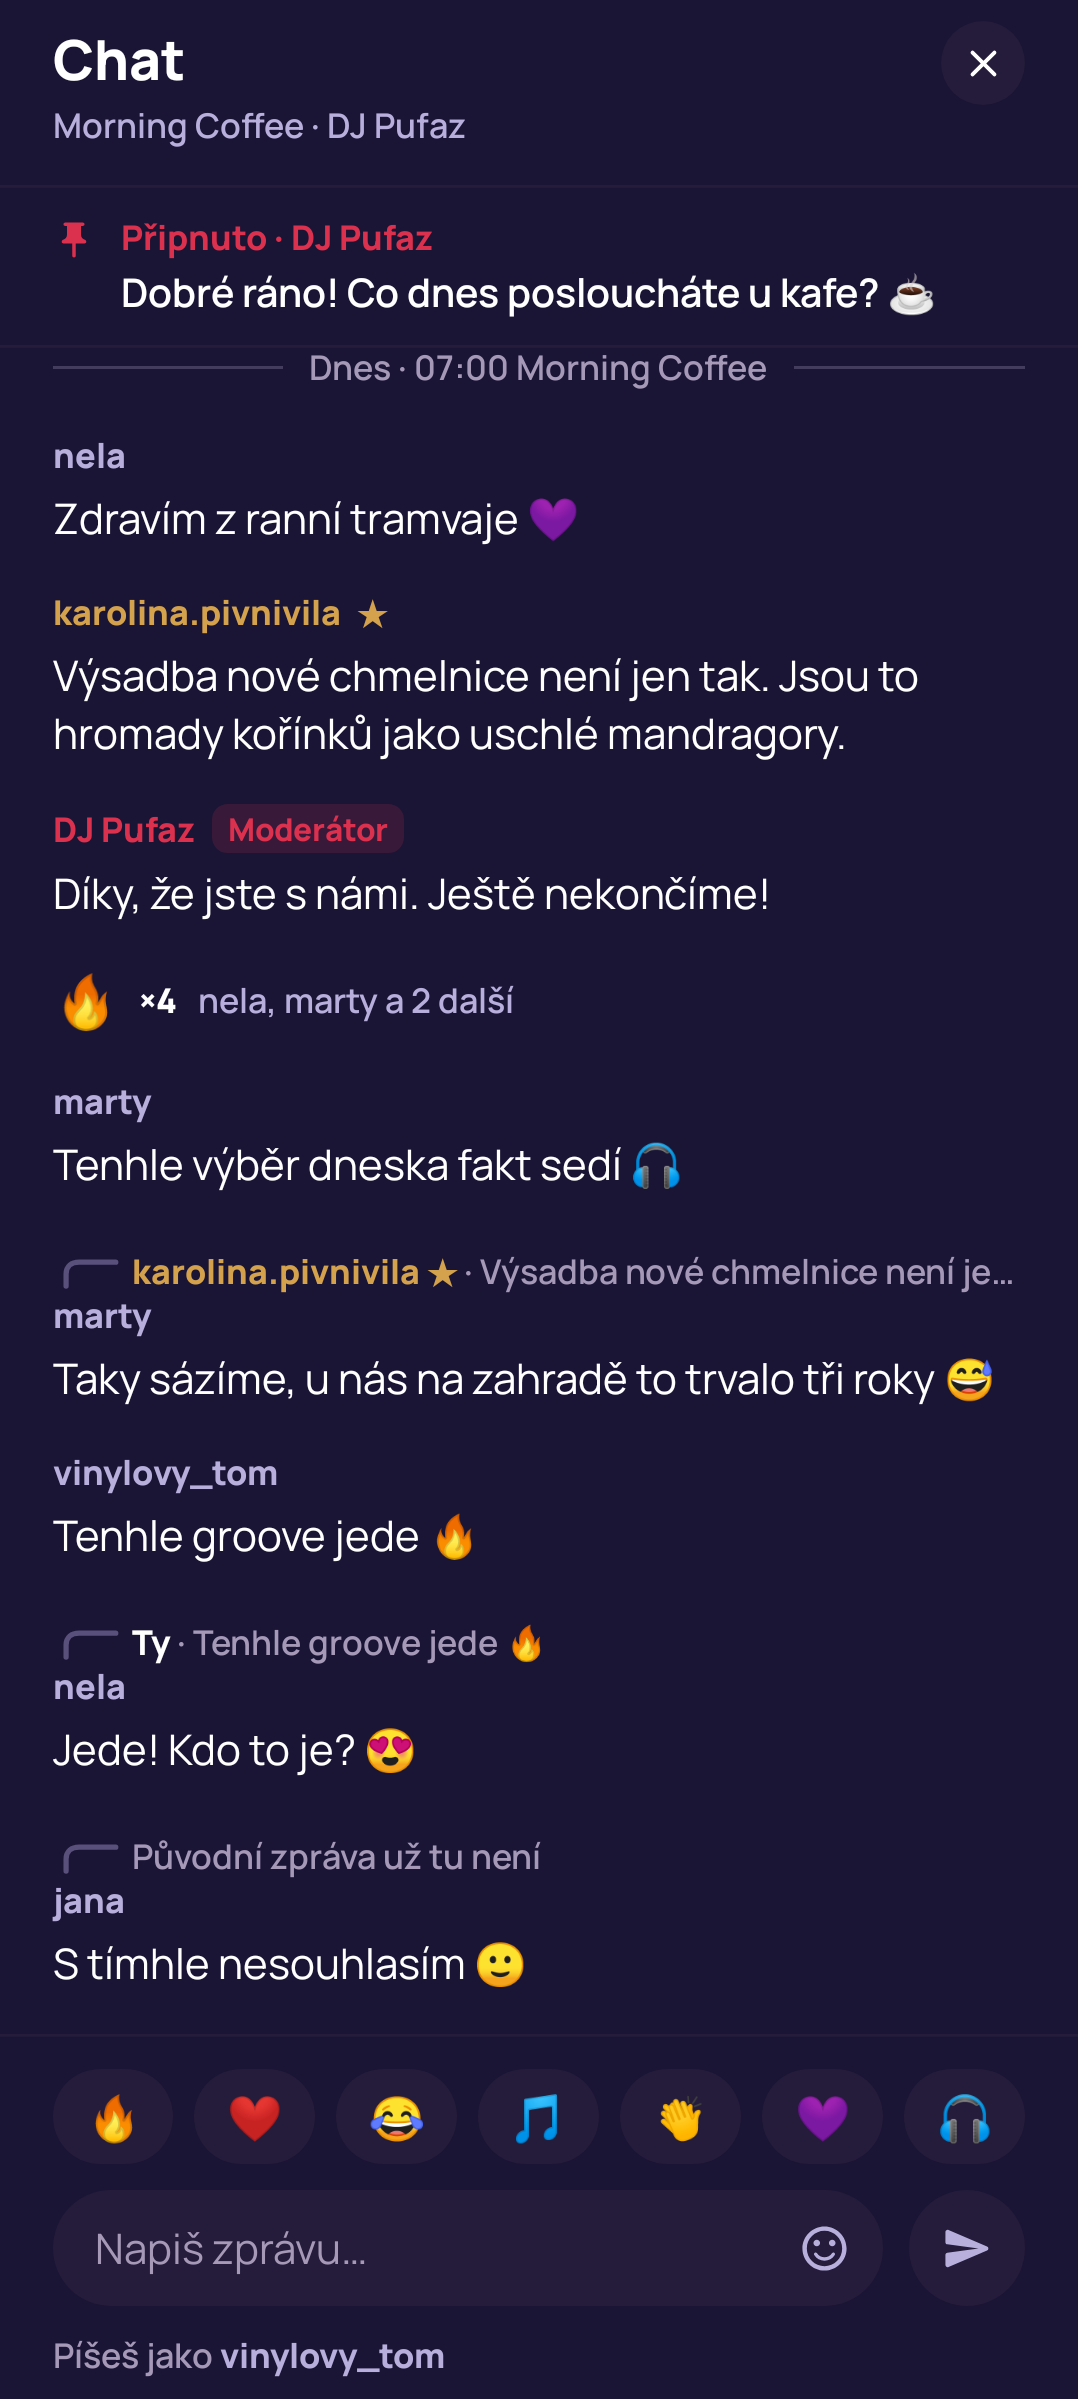 Chat
Morning Coffee · DJ Pufaz
Připnuto · DJ Pufaz
Dobré ráno! Co dnes posloucháte u kafe? ☕
Dnes · 07:00 Morning Coffee
nela
Zdravím z ranní tramvaje 💜
karolina.pivnivila ★
Výsadba nové chmelnice není jen tak. Jsou to
hromady kořínků jako uschlé mandragory.
DJ Pufaz Moderátor
Díky, že jste s námi. Ještě nekončíme!
🔥 ×4 nela, marty a 2 další
marty
Tenhle výběr dneska fakt sedí 🎧
karolina.pivnivila ★ · Výsadba nové chmelnice není je…
marty
Taky sázíme, u nás na zahradě to trvalo tři roky 😅
vinylovy_tom
Tenhle groove jede 🔥
Ty · Tenhle groove jede 🔥
nela
Jede! Kdo to je? 😍
Původní zpráva už tu není
jana
S tímhle nesouhlasím 🙂
🔥 ❤️ 😂 🎵 👏 💜 🎧
Napiš zprávu…
Píšeš jako vinylovy_tom